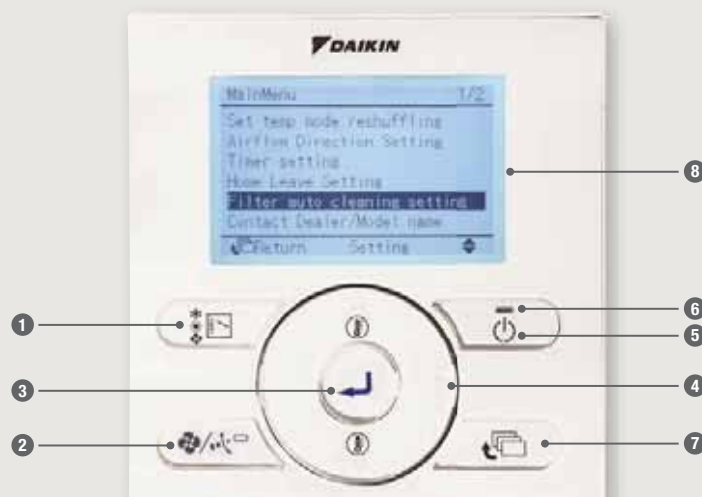 DAIKIN
MainMenu 1/2
Set temp mode reshuffling
Airflow Direction Setting
Timer setting
Home Leave Setting
Filter auto cleaning setting
Contact Dealer/Model name
Return Setting
8
1
6
5
3
4
2
7